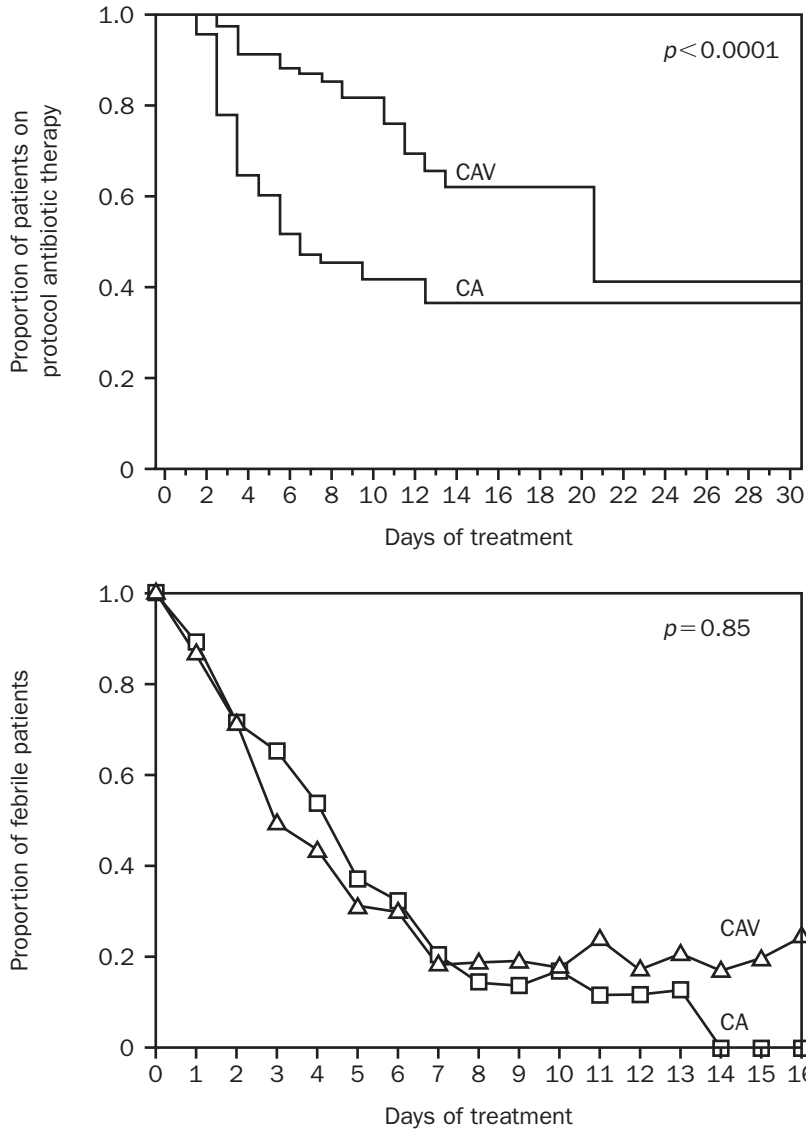 Proportion of patients on
protocol antibiotic therapy
1.0
0.8
0.6
0.4
0.2
0
p<0.0001
CAV
CA
0 2 4 6 8 10 12 14 16 18 20 22 24 26 28 30
Days of treatment
Proportion of febrile patients
1.0
0.8
0.6
0.4
0.2
0
p=0.85
CAV
CA
0 1 2 3 4 5 6 7 8 9 10 11 12 13 14 15 16
Days of treatment